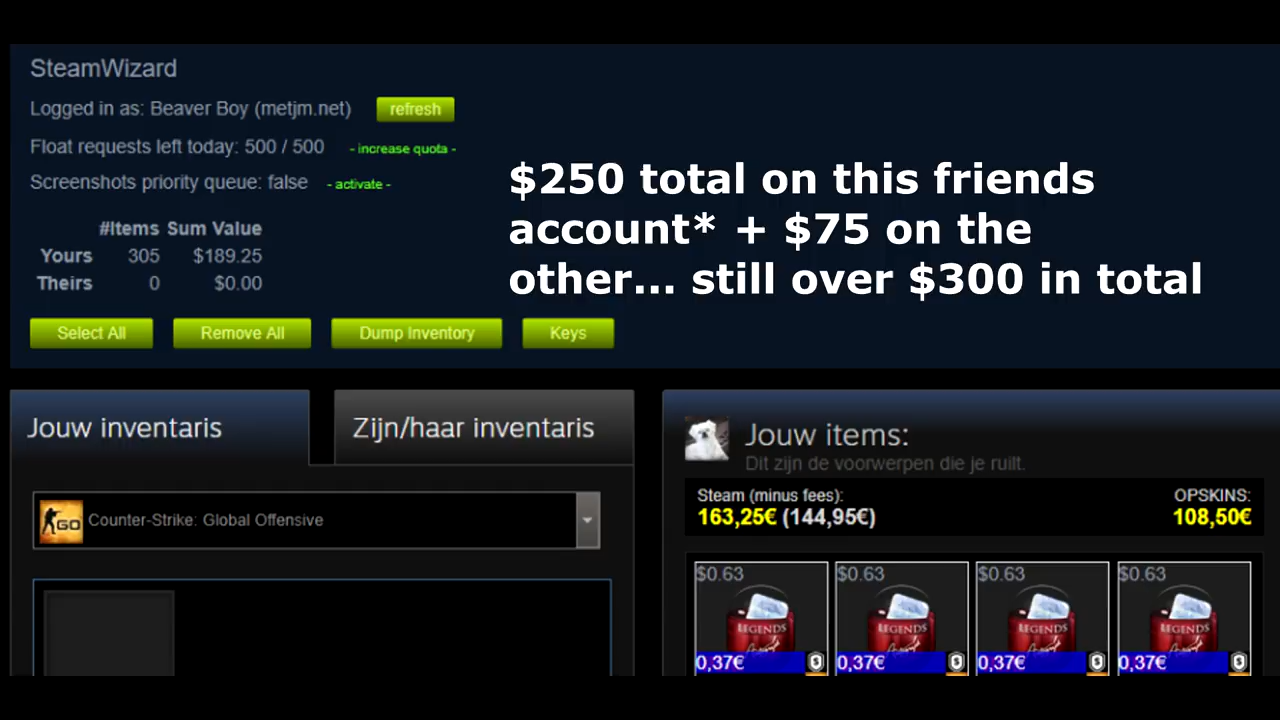 SteamWizard
Logged in as: Beaver Boy (metjm.net) refresh
Float requests left today: 500 / 500 - increase quota -
Screenshots priority queue: false - activate -
#Items Sum Value
Yours 305 $189.25
Theirs 0 $0.00
Select All Remove All Dump Inventory Keys
$250 total on this friends
account* + $75 on the
other... still over $300 in total
Jouw inventaris Zijn/haar inventaris
GO Counter-Strike: Global Offensive
Jouw items:
Dit zijn de voorwerpen die je ruilt.
Steam (minus fees): OPSKINS:
163,25€ (144,95€) 108,50€
$0.63 $0.63 $0.63 $0.63
LEGENDS LEGENDS LEGENDS LEGENDS
0,37€ 0,37€ 0,37€ 0,37€